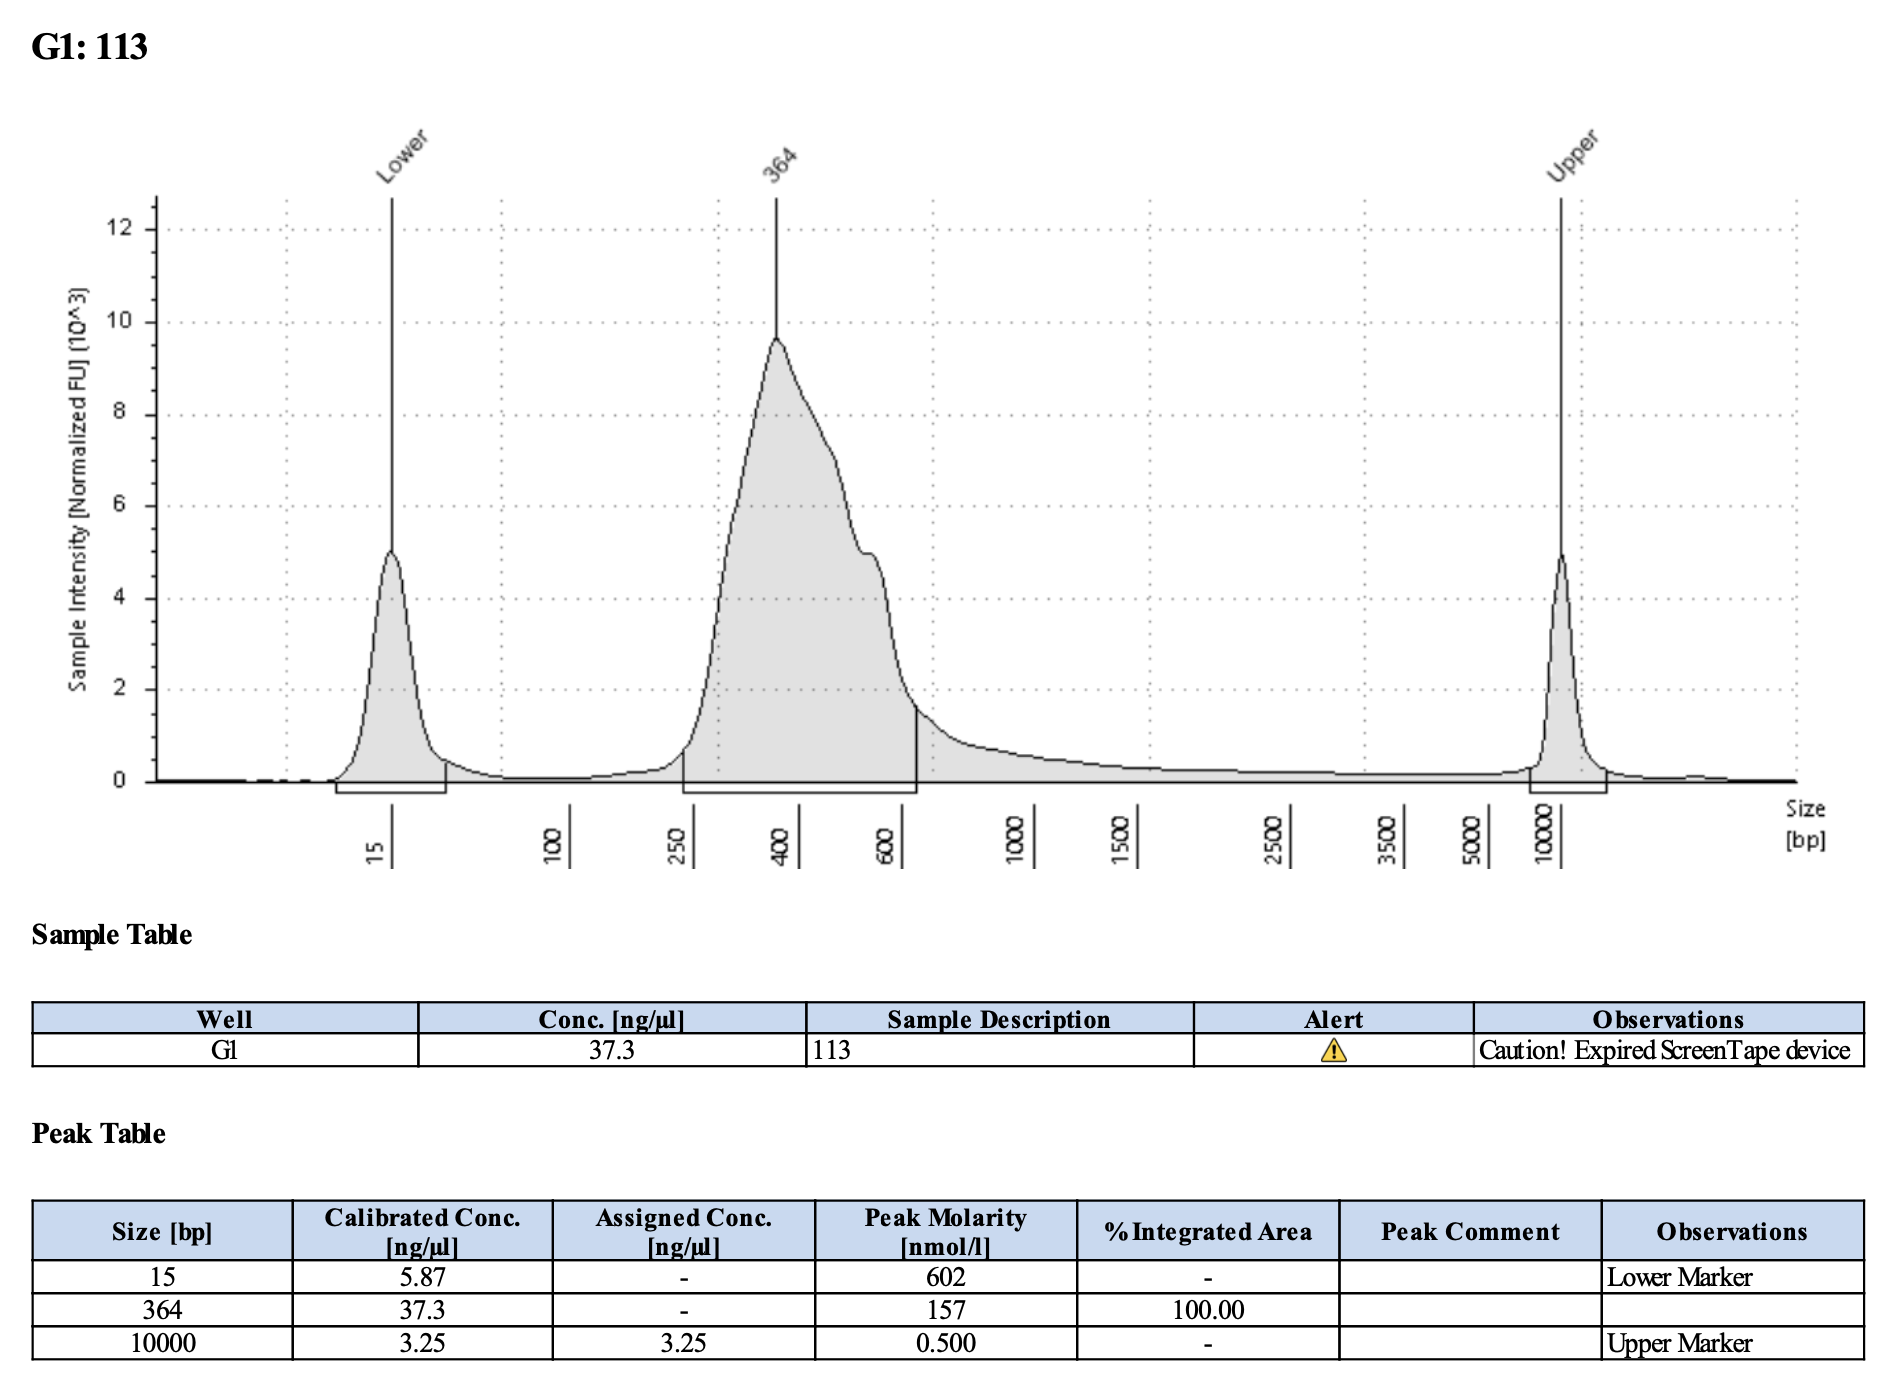 G1: 113
Lower
364
Upper
Sample Intensity [Normalized FU] (10^3)
12
10
8
6
4
2
0
15
100
250
400
600
1000
1500
2500
3500
5000
10000
Size
[bp]
Sample Table
Well Conc. [ng/µl] Sample Description Alert Observations
G1 37.3 113 Caution! Expired ScreenTape device
Peak Table
Size [bp] Calibrated Conc. [ng/µl] Assigned Conc. [ng/µl] Peak Molarity [nmol/l] % Integrated Area Peak Comment Observations
15 5.87 - 602 - Lower Marker
364 37.3 - 157 100.00
10000 3.25 3.25 0.500 - Upper Marker